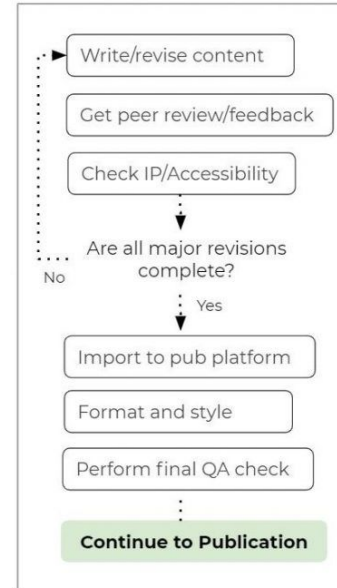 Write/revise content
Get peer review/feedback
Check IP/Accessibility
Are all major revisions
complete?
No
Yes
Import to pub platform
Format and style
Perform final QA check
Continue to Publication